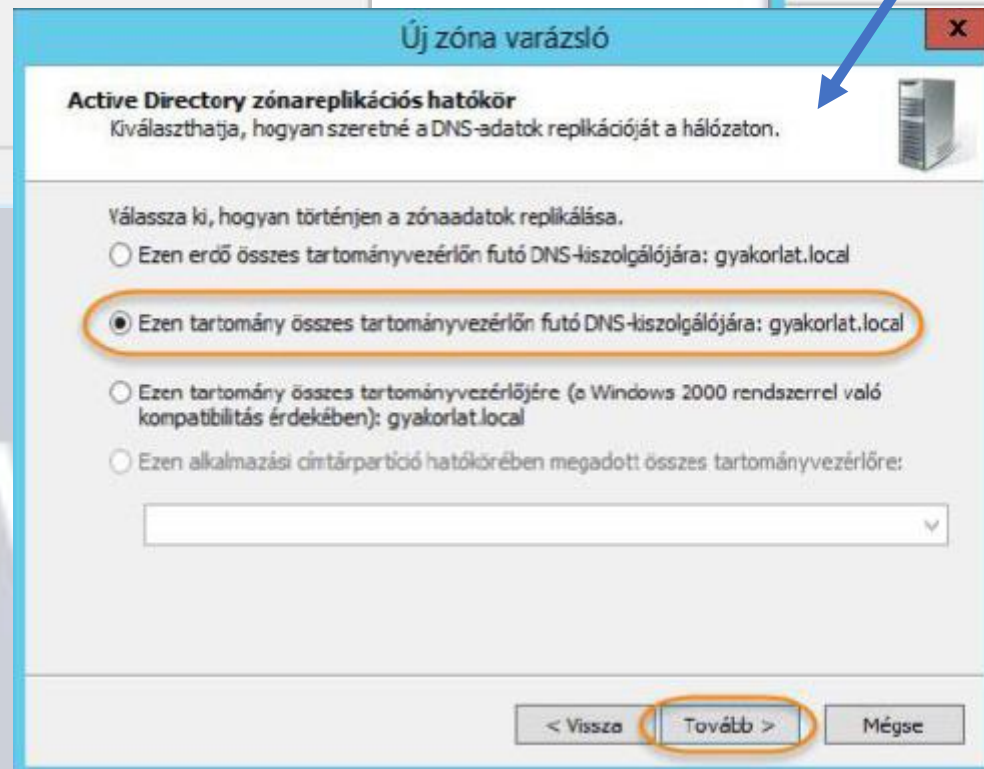 Új zóna varázsló
x
Active Directory zónareplikációs hatókör
Kiválaszthatja, hogyan szeretné a DNS-adatok replikációját a hálózaton.
Válassza ki, hogyan történjen a zónaadatok replikálása.
Ezen erdő összes tartományvezérlőn futó DNS-kiszolgálójára: gyakorlat.local
Ezen tartomány összes tartományvezérlőn futó DNS-kiszolgálójára: gyakorlat.local
Ezen tartomány összes tartományvezérlőjére (a Windows 2000 rendszerrel való
kompatibilitás érdekében): gyakorlat.local
Ezen alkalmazási címtárpartíció hatókörében megadott összes tartományvezérlőre:
< Vissza
Tovább >
Mégse